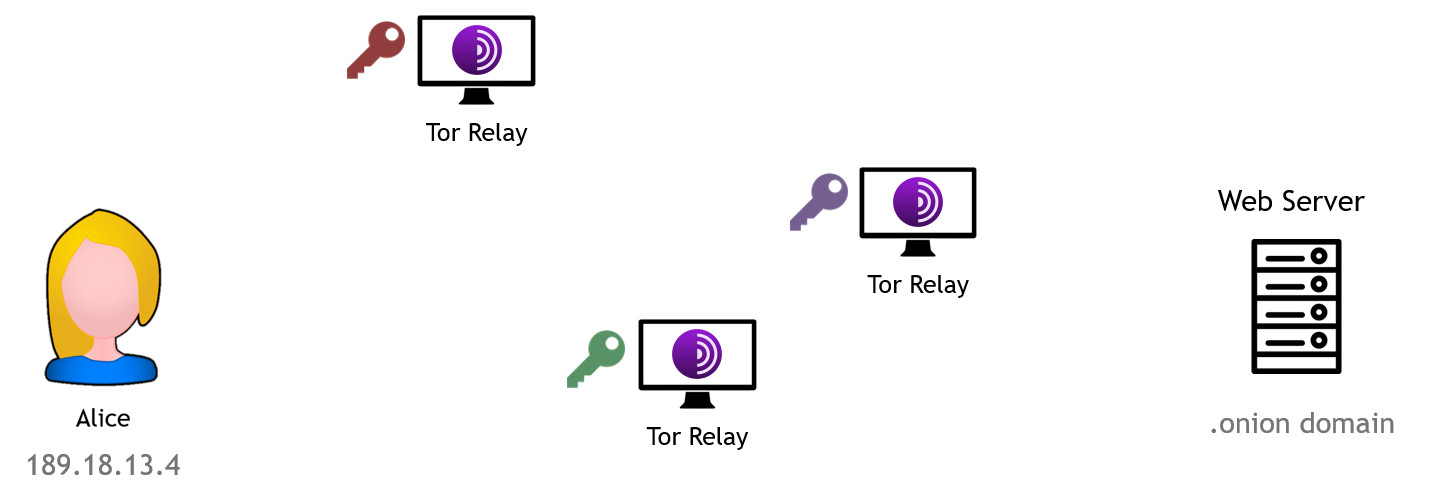 Tor Relay
Tor Relay
Web Server
Tor Relay
Alice
189.18.13.4
.onion domain